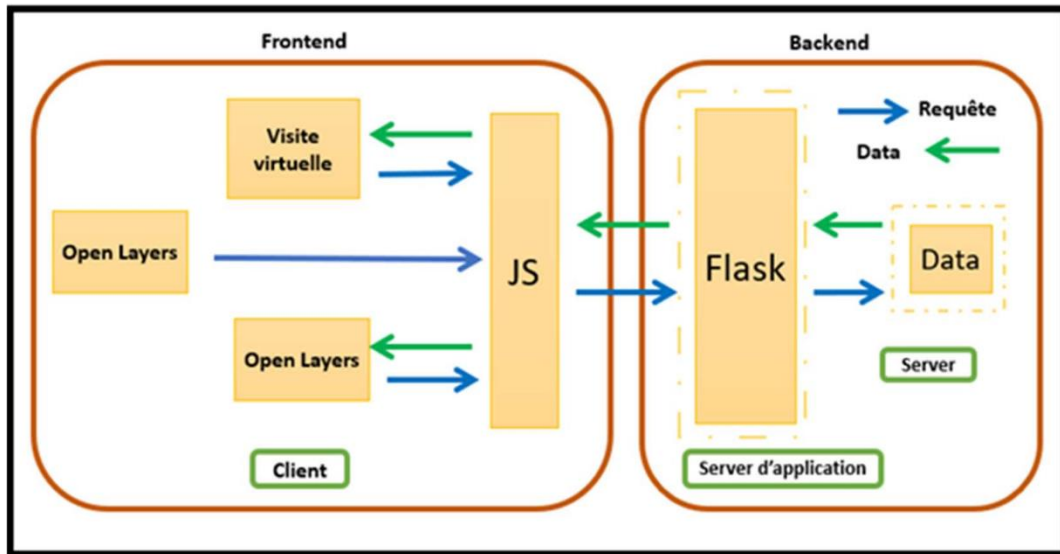 Frontend
Visite
virtuelle
Open Layers
Open Layers
JS
Client
Backend
Requête
Data
Flask
Data
Server
Server d'application